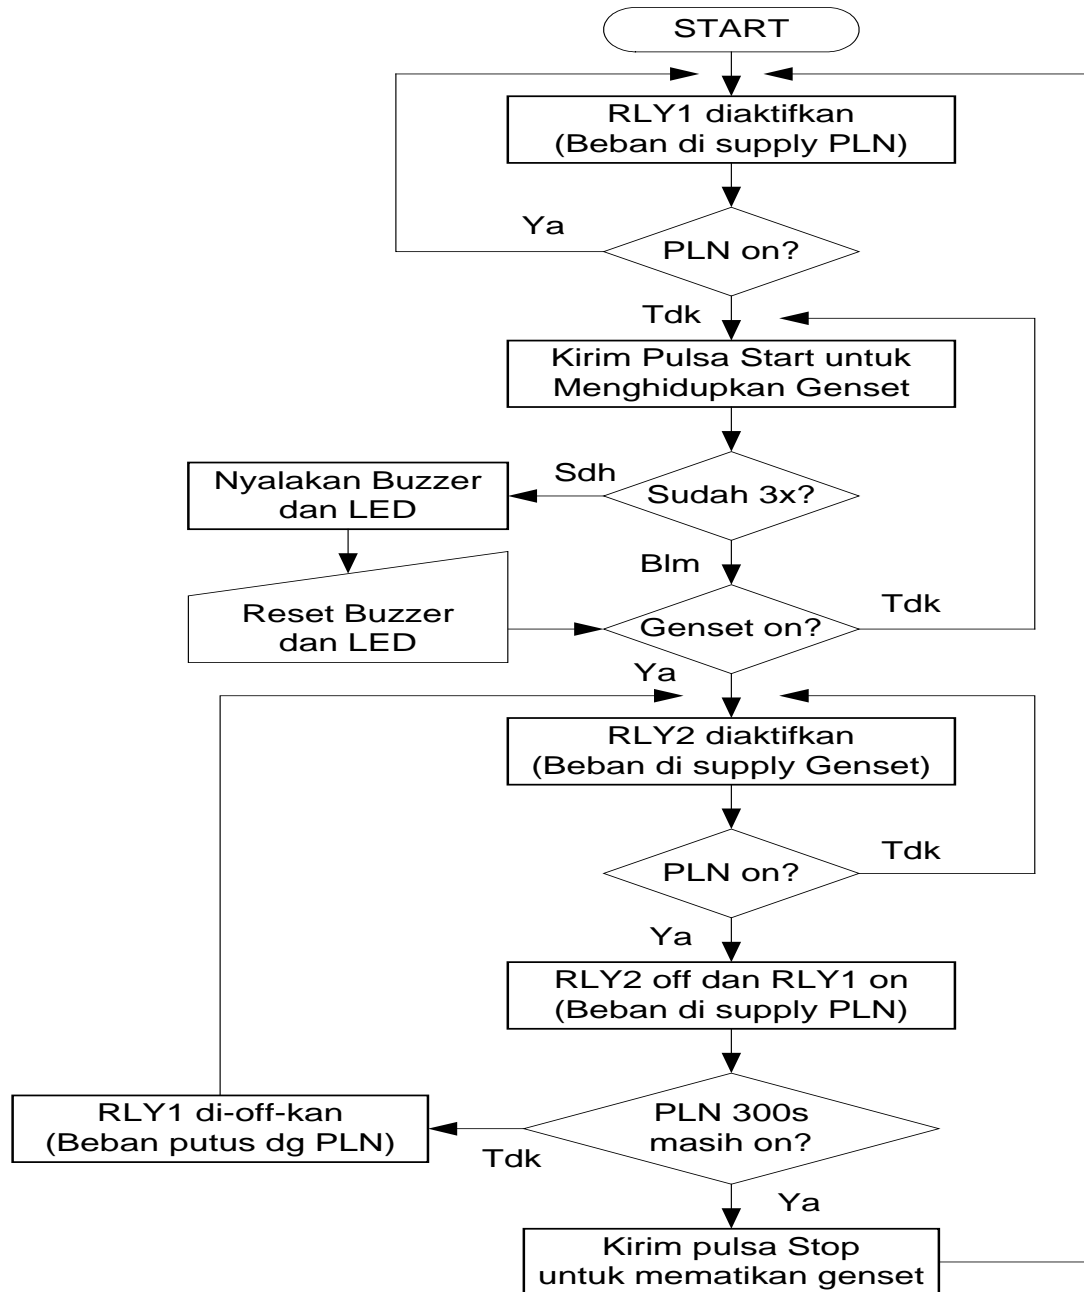 START
RLY1 diaktifkan
(Beban di supply PLN)
Ya
PLN on?
Tdk
Kirim Pulsa Start untuk
Menghidupkan Genset
Sdh
Sudah 3x?
Nyalakan Buzzer
dan LED
Blm
Reset Buzzer
dan LED
Genset on?
Tdk
Ya
RLY2 diaktifkan
(Beban di supply Genset)
PLN on?
Tdk
Ya
RLY2 off dan RLY1 on
(Beban di supply PLN)
PLN 300s
masih on?
Tdk
RLY1 di-off-kan
(Beban putus dg PLN)
Ya
Kirim pulsa Stop
untuk mematikan genset